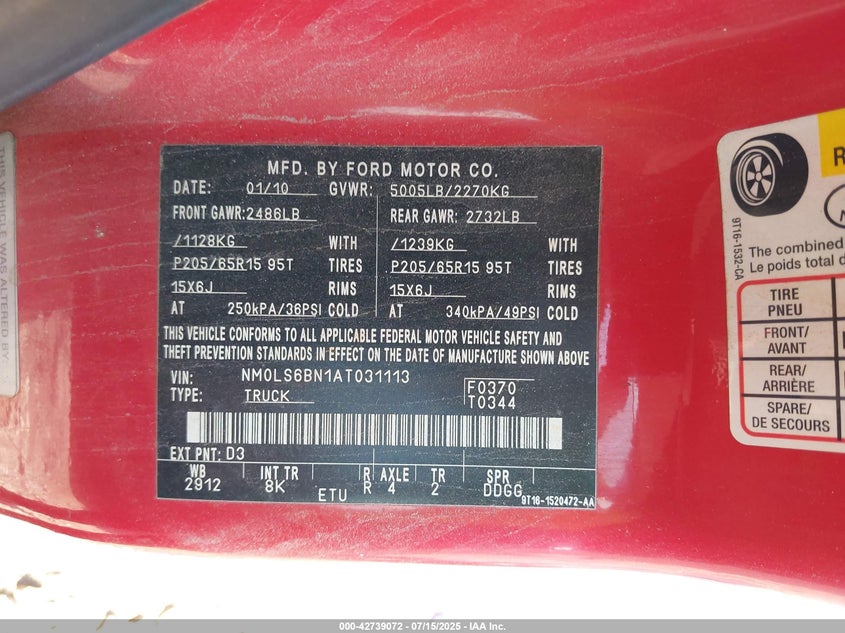 MFD. BY FORD MOTOR CO.
DATE: 01/10 GVWR: 5005LB/2270KG
FRONT GAWR: 2486LB REAR GAWR: 2732LB
/1128KG WITH /1239KG WITH
P205/65R15 95T TIRES P205/65R15 95T TIRES
15X6J RIMS 15X6J RIMS
AT 250kPA/36PSI COLD AT 340kPA/49PSI COLD
THIS VEHICLE CONFORMS TO ALL APPLICABLE FEDERAL MOTOR VEHICLE SAFETY AND
THEFT PREVENTION STANDARDS IN EFFECT ON THE DATE OF MANUFACTURE SHOWN ABOVE
VIN: NM0LS6BN1AT031113 F0370
TYPE: TRUCK T0344
EXT PNT: D3
WB INT TR R AXLE TR SPR
2912 8K ETU R 4 2 DDGG
9T16-1520472-AA
THIS VEHICLE WAS ALTERED BY:
9T16-1532-CA
R
The combined
Le poids total d
TIRE
PNEU
FRONT/
AVANT
REAR/
ARRIÈRE
SPARE/
DE SECOURS
000-42739072 - 07/15/2025 - IAA Inc.